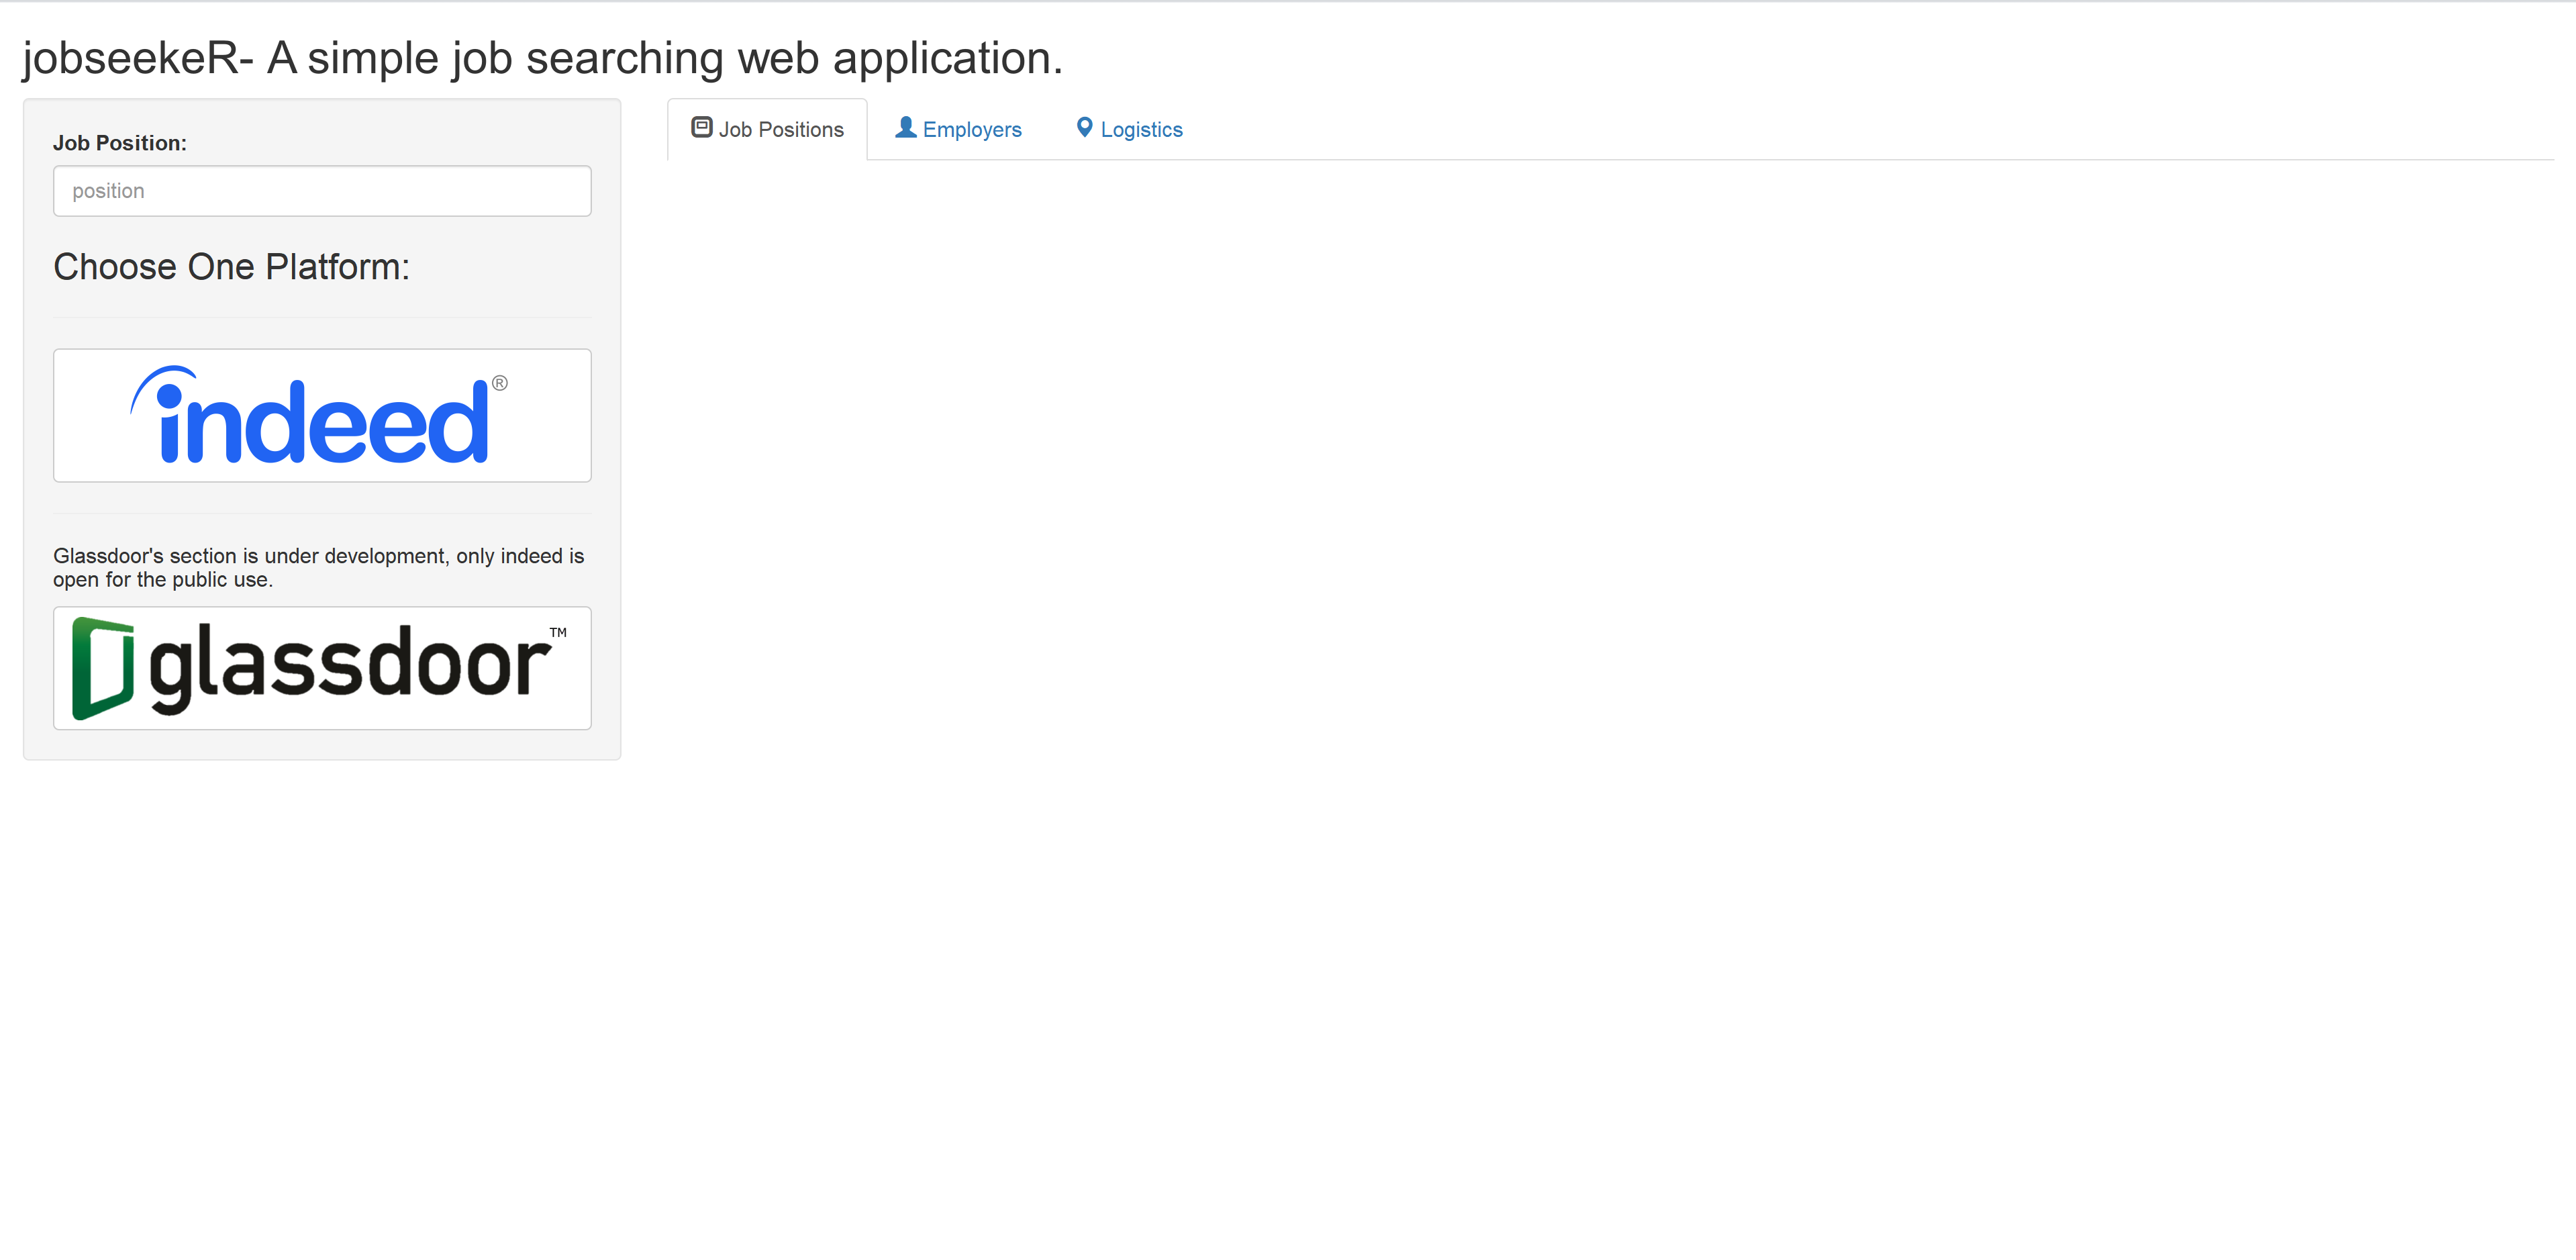 jobseekeR- A simple job searching web application.
Job Position:
position
Choose One Platform:
indeed®
Glassdoor's section is under development, only indeed is
open for the public use.
glassdoor™
Job Positions
Employers
Logistics